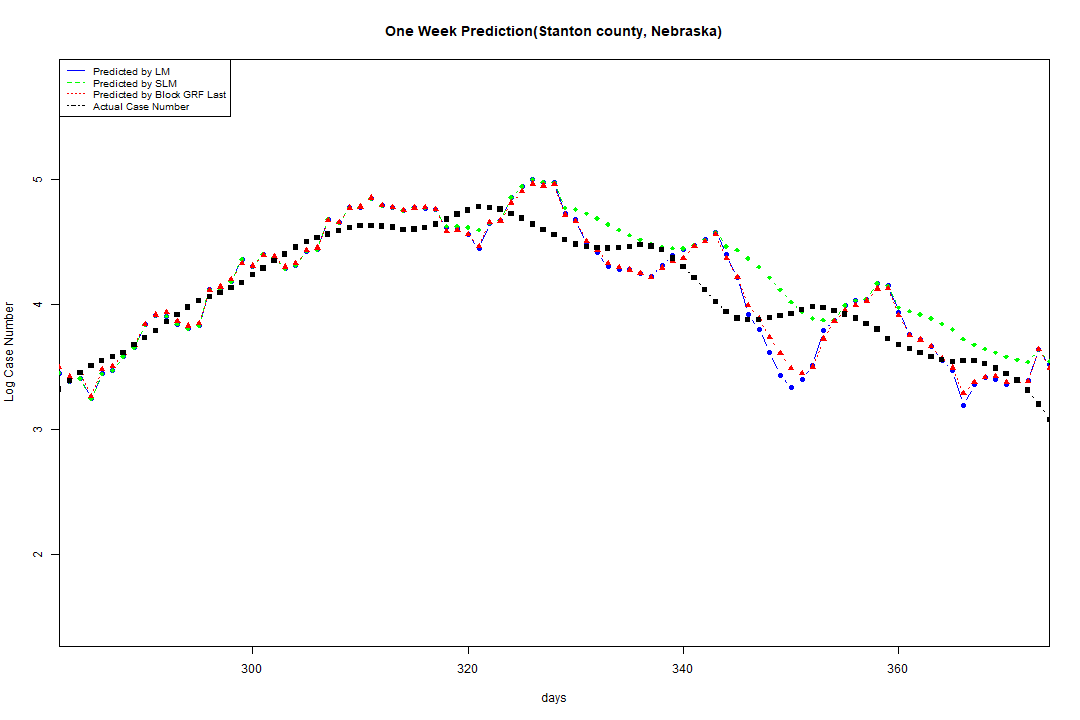 One Week Prediction(Stanton county, Nebraska)
Predicted by LM
Predicted by SLM
Predicted by Block GRF Last
Actual Case Number
5
4
3
2
Log Case Number
300 320 340 360
days